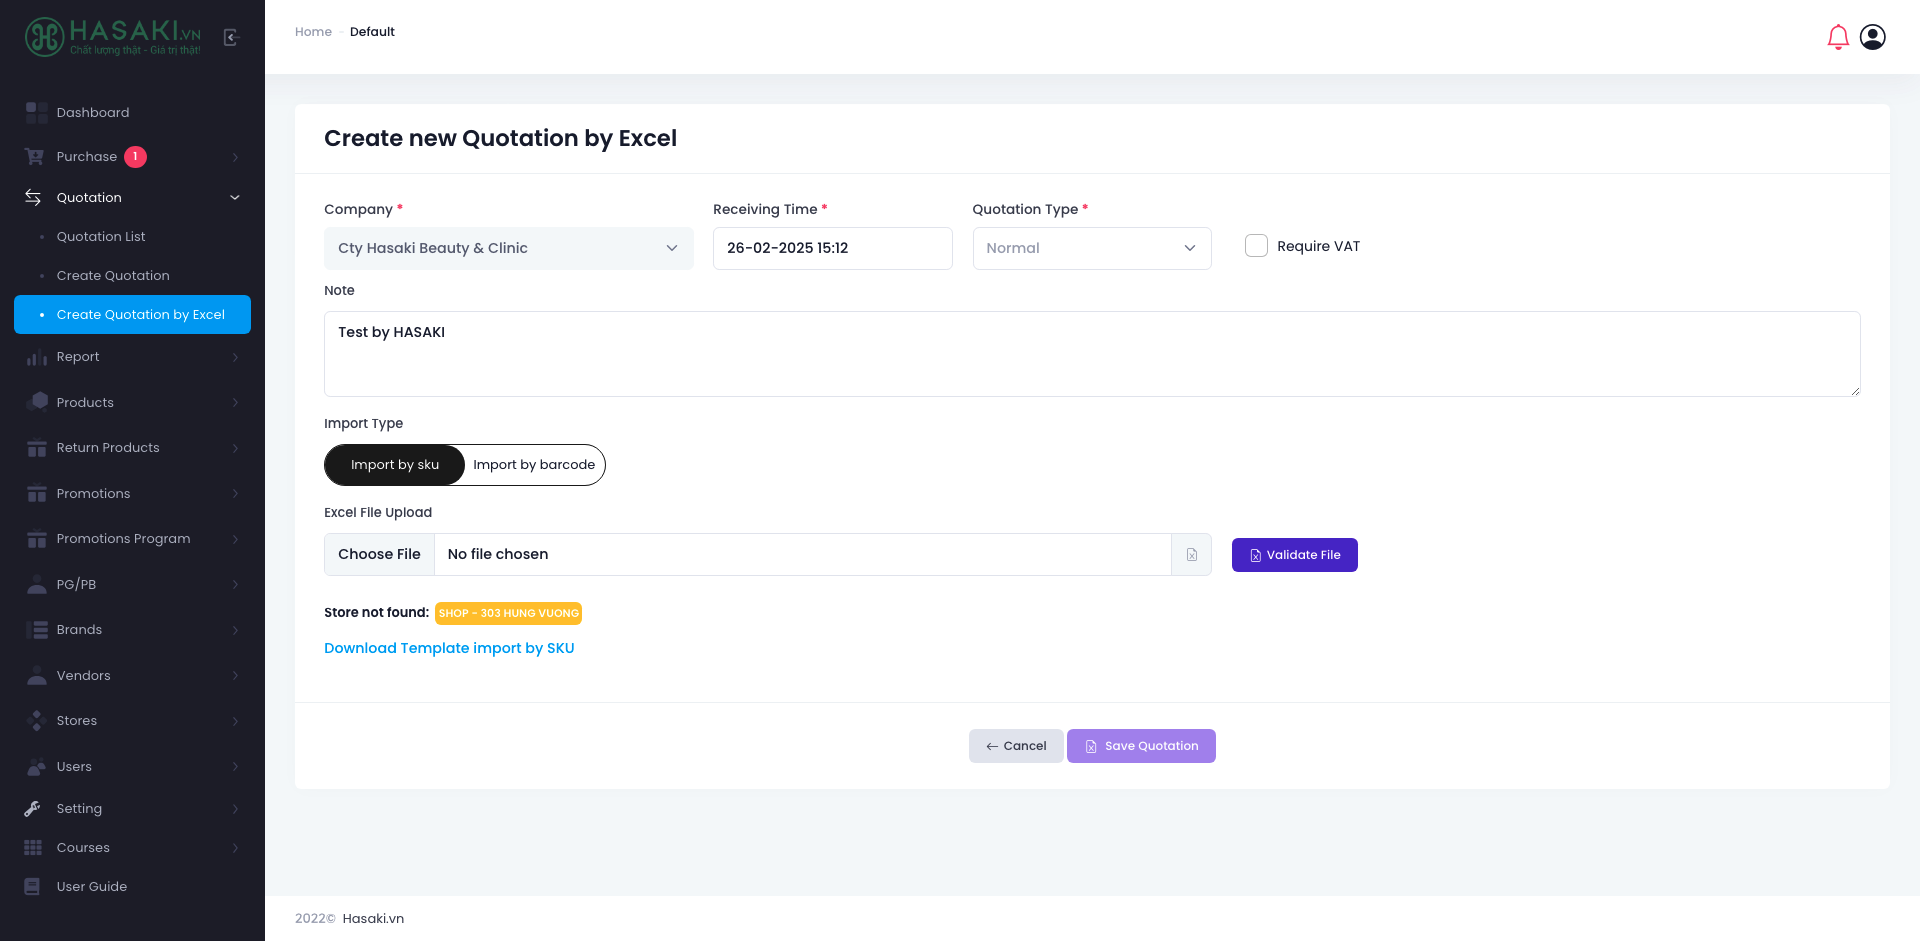 HASAKI.VN
Chất lượng thật - Giá trị thật!
Home - Default
Dashboard
Purchase 1
Quotation
Quotation List
Create Quotation
Create Quotation by Excel
Report
Products
Return Products
Promotions
Promotions Program
PG/PB
Brands
Vendors
Stores
Users
Setting
Courses
User Guide
Create new Quotation by Excel
Company * Receiving Time * Quotation Type *
Cty Hasaki Beauty & Clinic 26-02-2025 15:12 Normal Require VAT
Note
Test by HASAKI
Import Type
Import by sku Import by barcode
Excel File Upload
Choose File No file chosen Validate File
Store not found: SHOP - 303 HUNG VUONG
Download Template import by SKU
Cancel Save Quotation
2022© Hasaki.vn